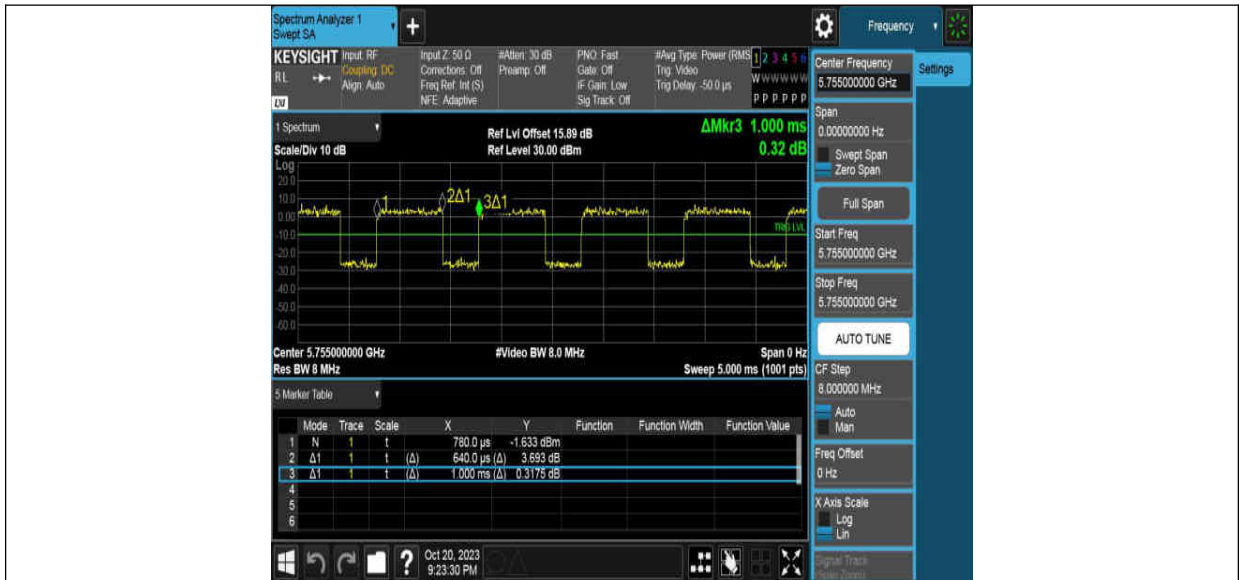 Spectrum Analyzer 1
Swept SA
+
Frequency
KEYSIGHT
RL
LXI
Input: RF
Coupling: DC
Align: Auto
Input Z: 50 Ω
Corrections: Off
Freq Ref: Int (S)
NFE: Adaptive
#Atten: 30 dB
Preamp: Off
PNO: Fast
Gate: Off
IF Gain: Low
Sig Track: Off
#Avg Type: Power (RMS
Trig: Video
Trig Delay: -50.0 µs
1 2 3 4 5 6
W W W W W W
P P P P P P
Center Frequency
5.755000000 GHz
Settings
Span
0.00000000 Hz
Swept Span
Zero Span
Full Span
Start Freq
5.755000000 GHz
Stop Freq
5.755000000 GHz
AUTO TUNE
CF Step
8.000000 MHz
Auto
Man
Freq Offset
0 Hz
X Axis Scale
Log
Lin
Signal Track
(Span Zoom)
1 Spectrum
Scale/Div 10 dB
Ref Lvl Offset 15.89 dB
Ref Level 30.00 dBm
ΔMkr3 1.000 ms
0.32 dB
Log
20.0
10.0
0.00
-10.0
-20.0
-30.0
-40.0
-50.0
-60.0
1
2Δ1
3Δ1
TRIG LVL
Center 5.755000000 GHz
#Video BW 8.0 MHz
Span 0 Hz
Res BW 8 MHz
Sweep 5.000 ms (1001 pts)
5 Marker Table
Mode Trace Scale X Y Function Function Width Function Value
1 N 1 t 780.0 µs -1.633 dBm
2 Δ1 1 t (Δ) 640.0 µs (Δ) 3.693 dB
3 Δ1 1 t (Δ) 1.000 ms (Δ) 0.3175 dB
4
5
6
?
Oct 20, 2023
9:23:30 PM